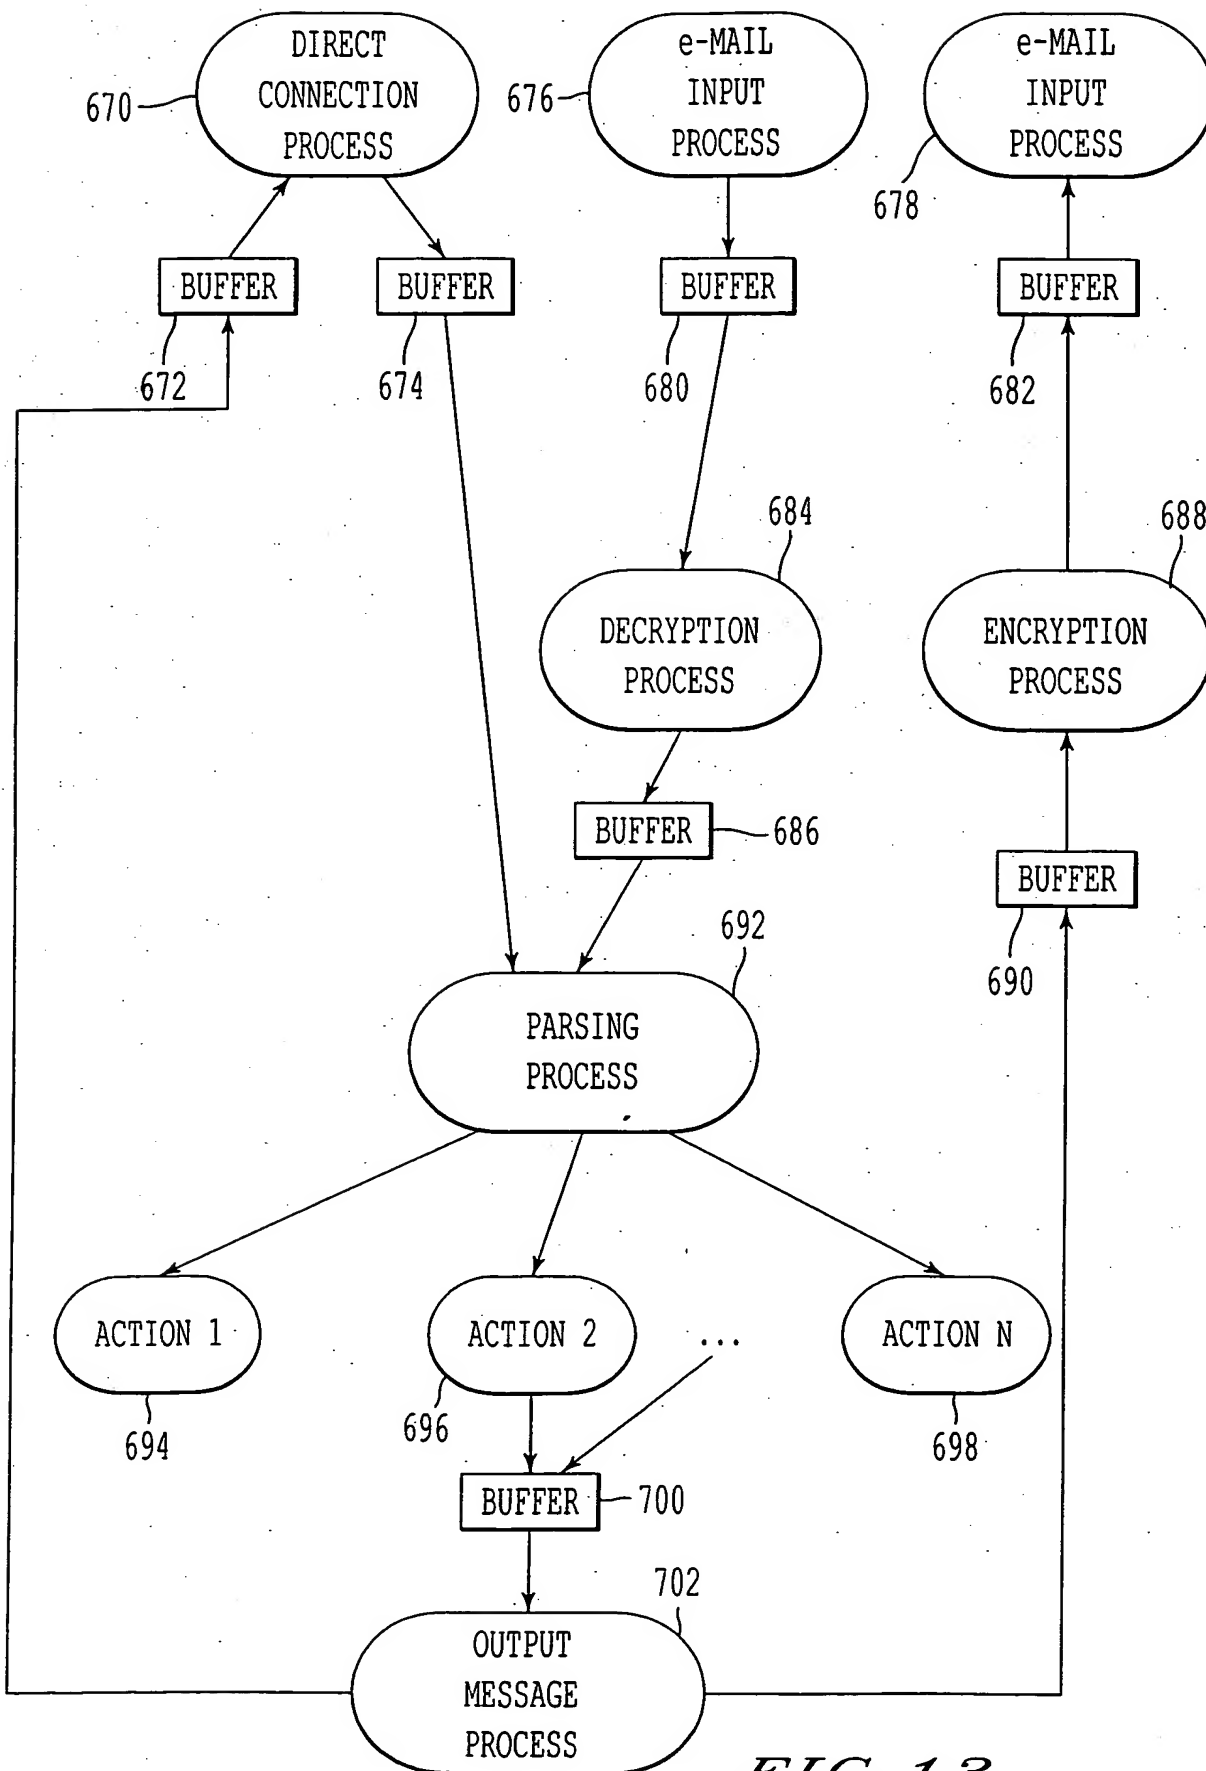 DIRECT
CONNECTION
PROCESS
670
e-MAIL
INPUT
PROCESS
676
e-MAIL
INPUT
PROCESS
678
BUFFER
672
BUFFER
674
BUFFER
680
BUFFER
682
684
DECRYPTION
PROCESS
688
ENCRYPTION
PROCESS
BUFFER
686
BUFFER
690
692
PARSING
PROCESS
ACTION 1
694
ACTION 2
696
...
ACTION N
698
BUFFER
700
702
OUTPUT
MESSAGE
PROCESS
FIG. 13